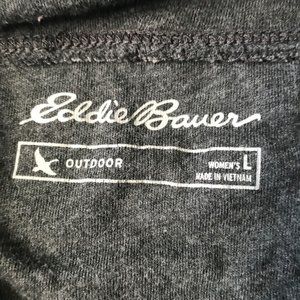 Eddie Bauer
OUTDOOR
WOMEN'S L
MADE IN VIETNAM